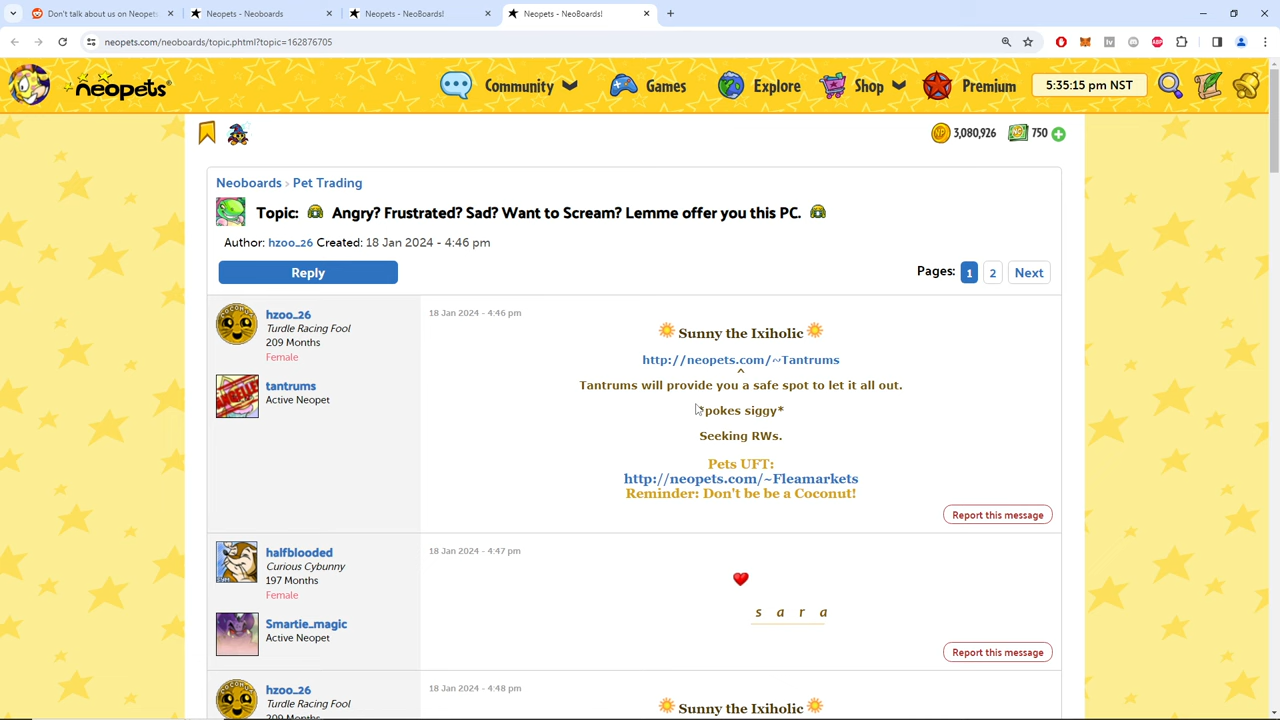 Don't talk about us on Neopets
Neopets - Neoboards
Neopets - NeoBoards!
Neopets - NeoBoards!
neopets.com/neoboards/topic.phtml?topic=162876705
neopets
Community
Games
Explore
Shop
Premium
5:35:15 pm NST
NP 3,080,926
NC 750
Neoboards › Pet Trading
Topic: Angry? Frustrated? Sad? Want to Scream? Lemme offer you this PC.
Author: hzoo_26 Created: 18 Jan 2024 - 4:46 pm
Reply
Pages: 1 2 Next
hzoo_26
Turdle Racing Fool
209 Months
Female
tantrums
Active Neopet
18 Jan 2024 - 4:46 pm
Sunny the Ixiholic
http://neopets.com/~Tantrums
^
Tantrums will provide you a safe spot to let it all out.
*pokes siggy*
Seeking RWs.
Pets UFT:
http://neopets.com/~Fleamarkets
Reminder: Don't be be a Coconut!
Report this message
halfblooded
Curious Cybunny
197 Months
Female
Smartie_magic
Active Neopet
18 Jan 2024 - 4:47 pm
s a r a
Report this message
hzoo_26
Turdle Racing Fool
209 Months
18 Jan 2024 - 4:48 pm
Sunny the Ixiholic